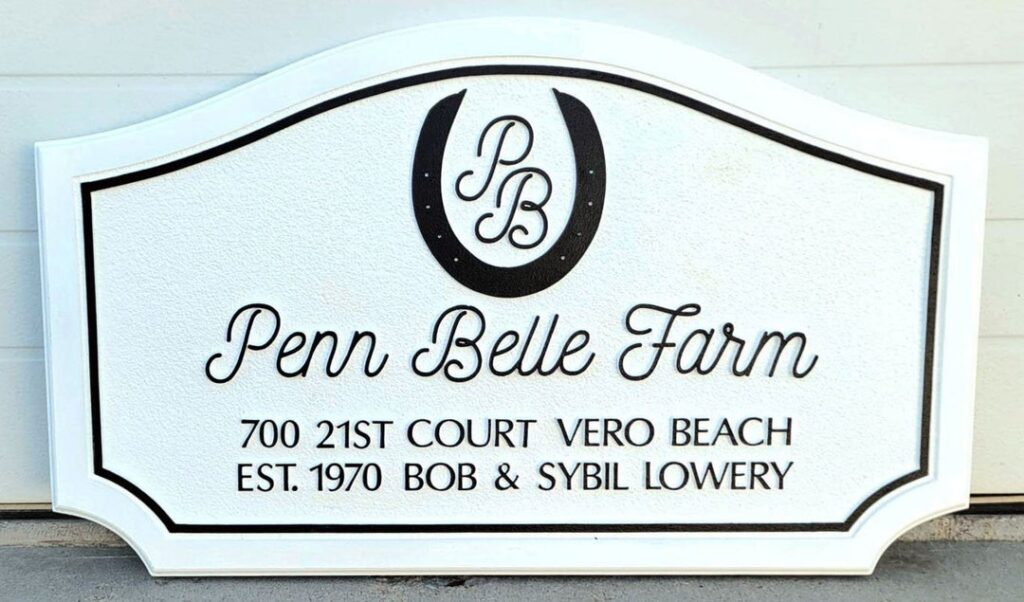 PB
Penn Belle Farm
700 21ST COURT VERO BEACH
EST. 1970 BOB & SYBIL LOWERY